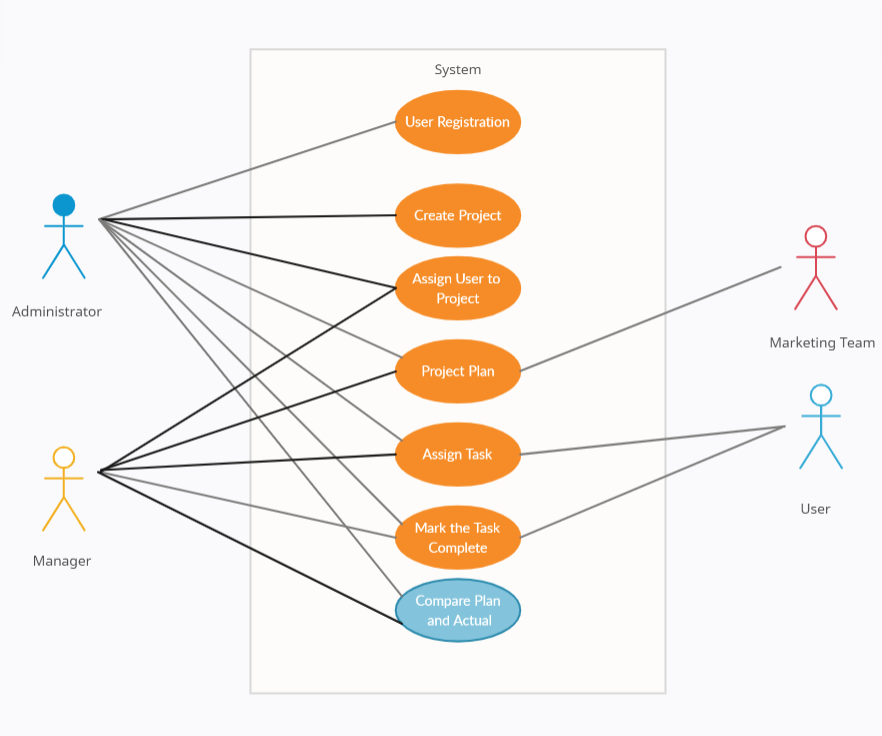 System
User Registration
Create Project
Assign User to
Project
Project Plan
Assign Task
Mark the Task
Complete
Compare Plan
and Actual
Administrator
Manager
Marketing Team
User